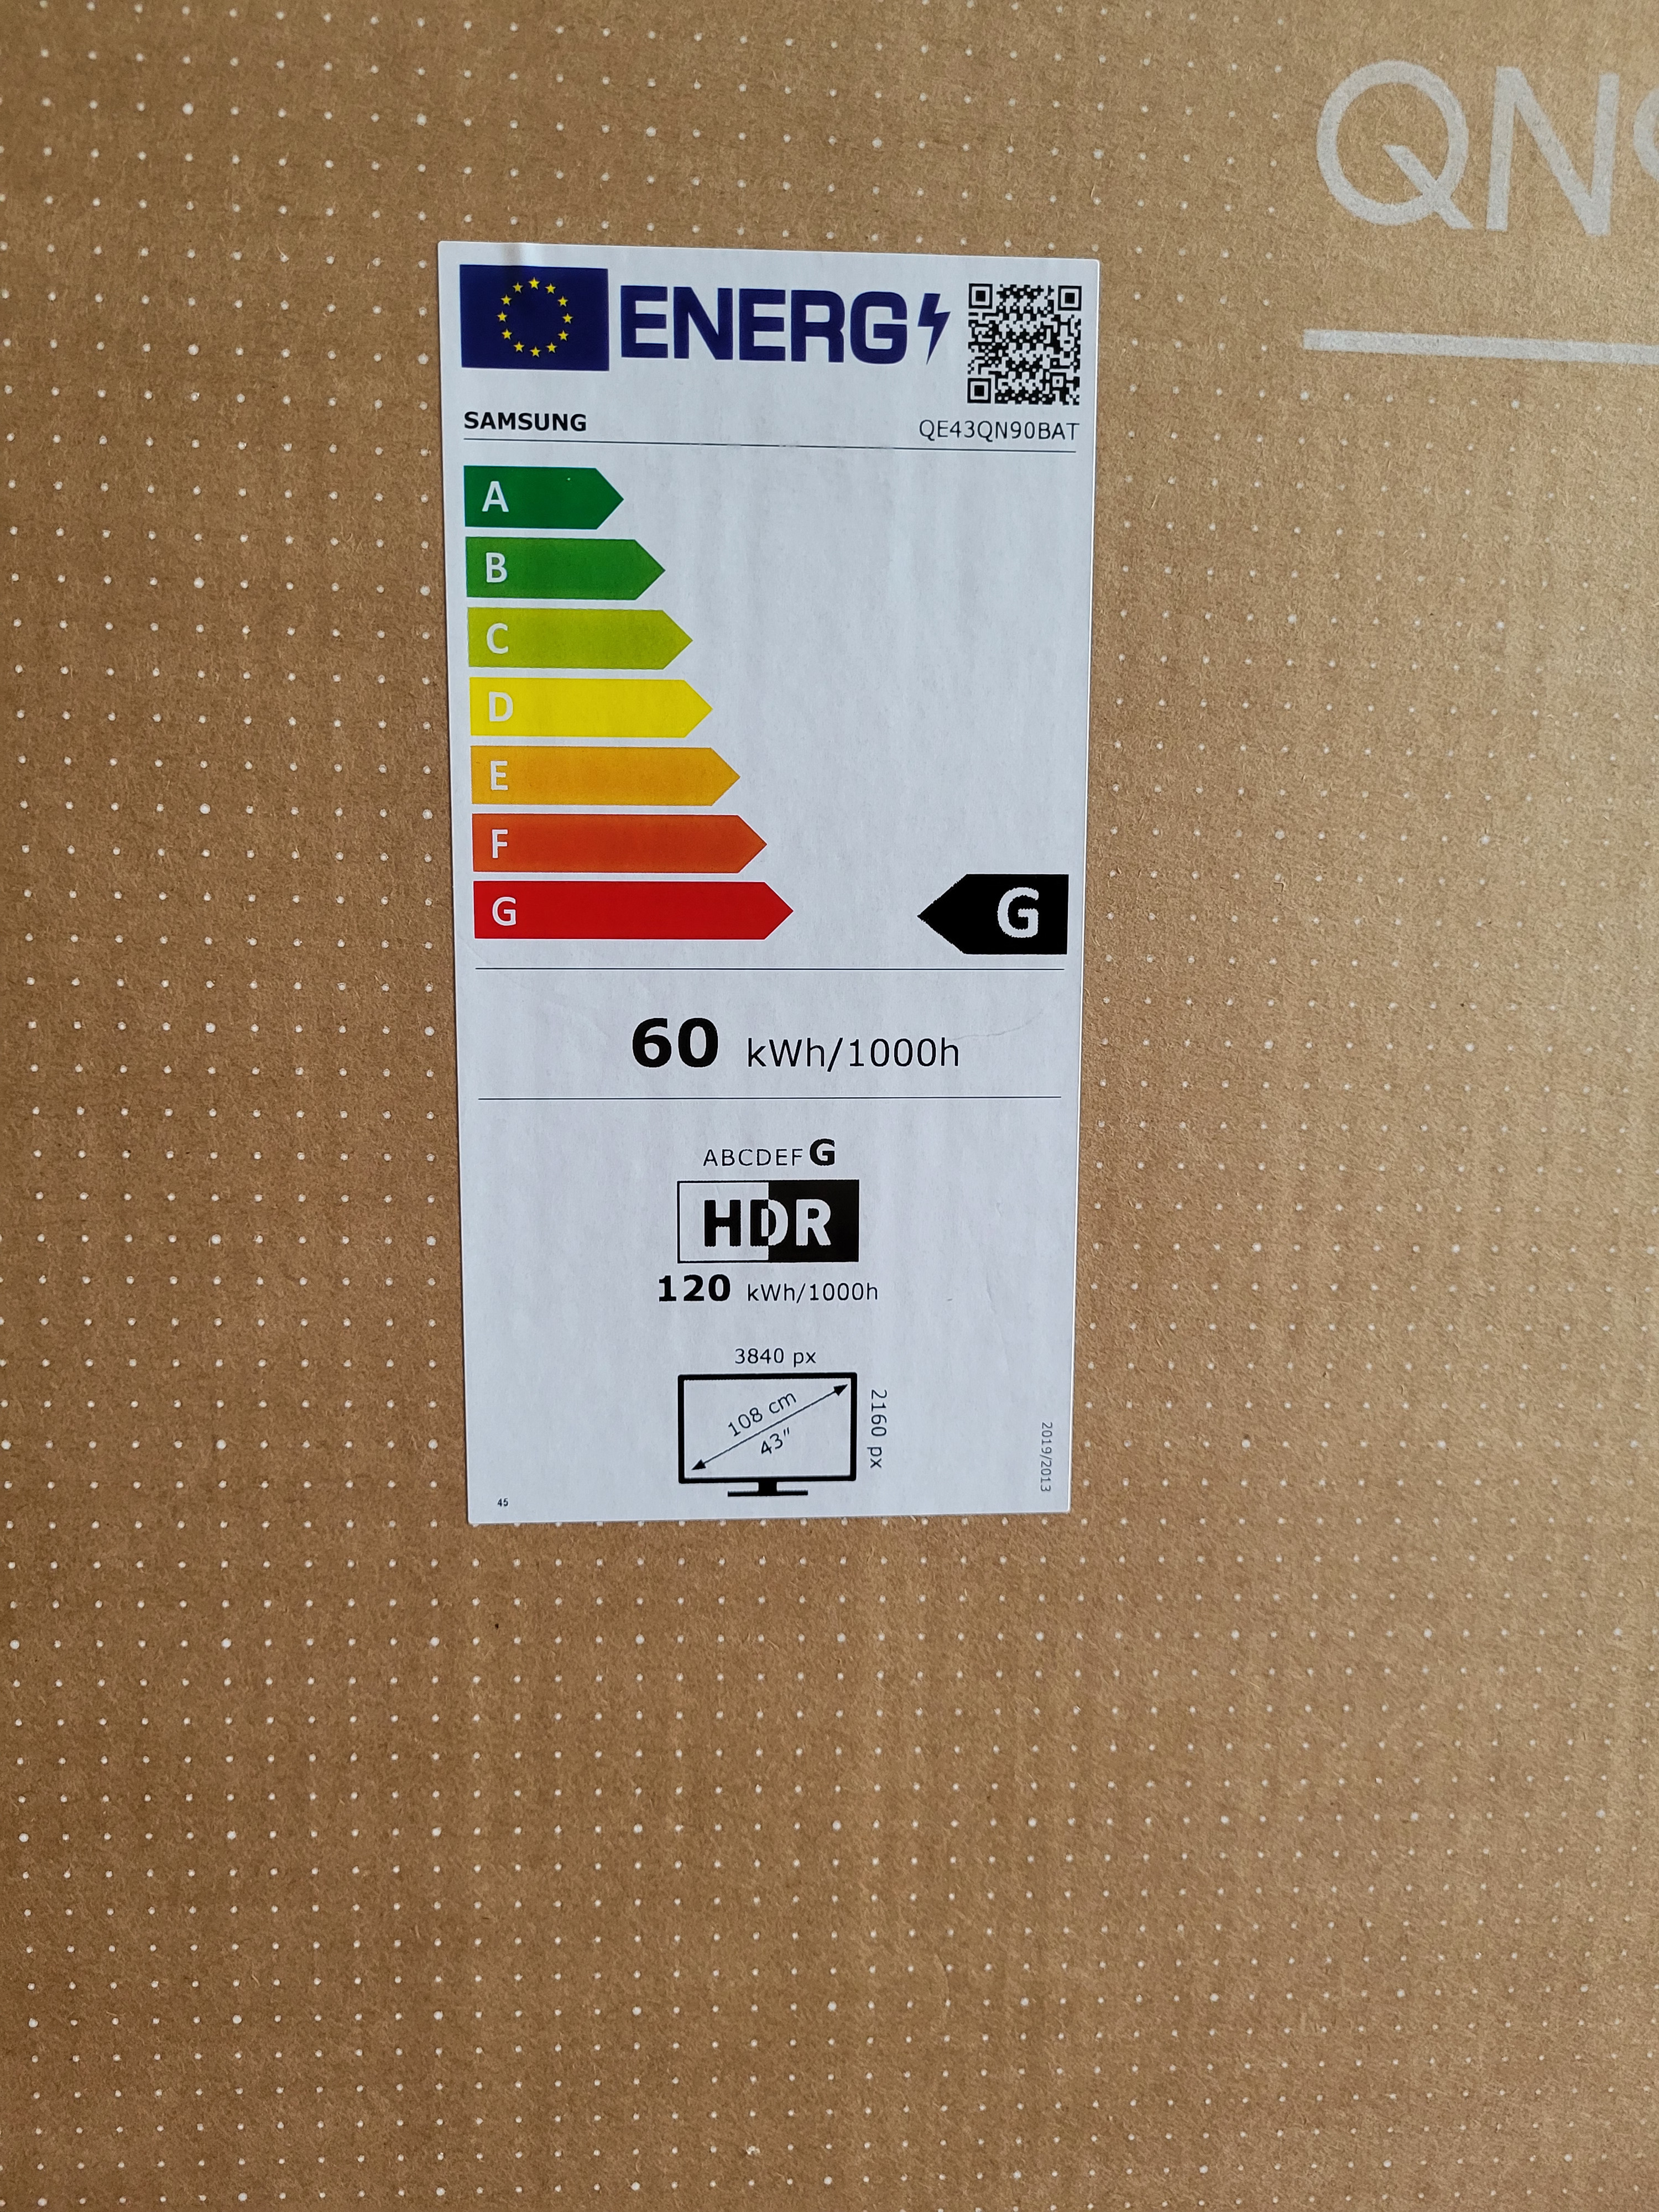 QN
ENERG
SAMSUNG
QE43QN90BAT
A
B
C
D
E
F
G
G
60 kWh/1000h
ABCDEFG
HDR
120 kWh/1000h
3840 px
108 cm
43"
2160 px
2019/2013
45